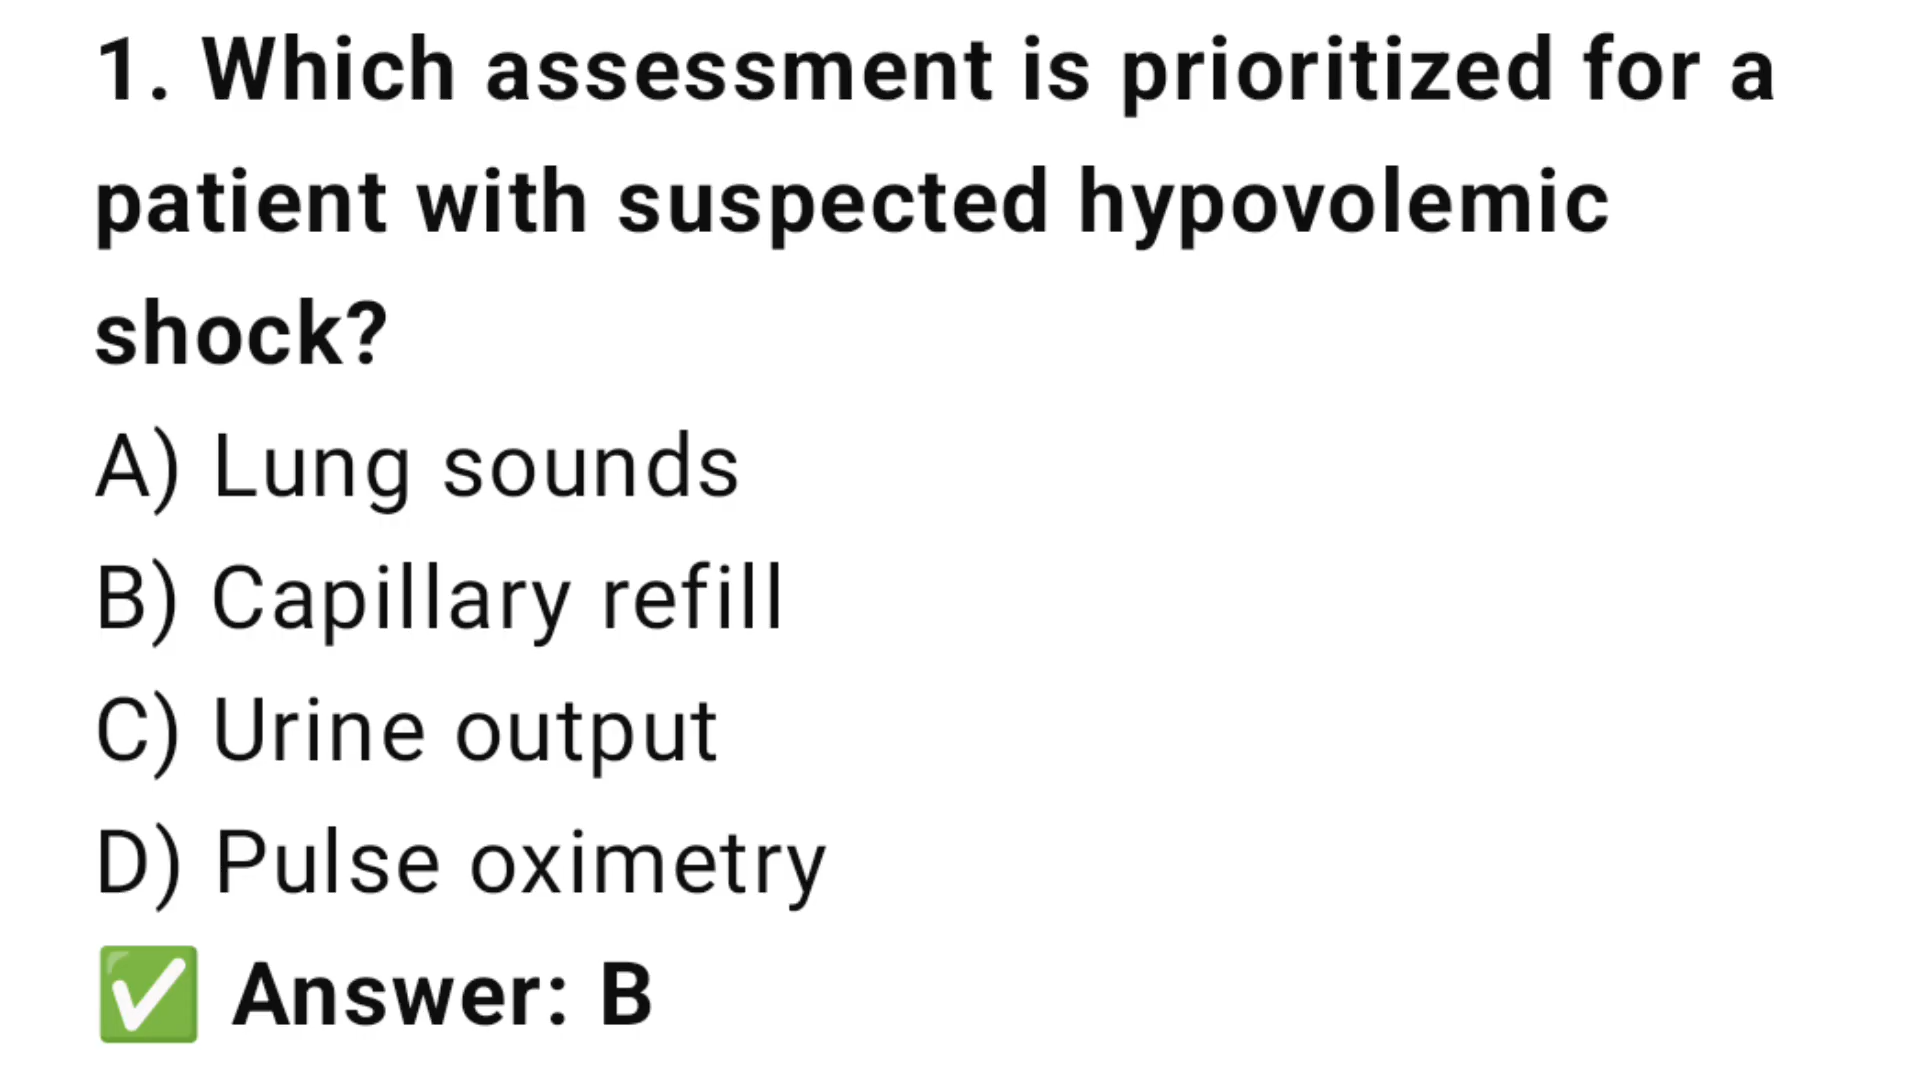 1. Which assessment is prioritized for a
patient with suspected hypovolemic
shock?
A) Lung sounds
B) Capillary refill
C) Urine output
D) Pulse oximetry
✅ Answer: B